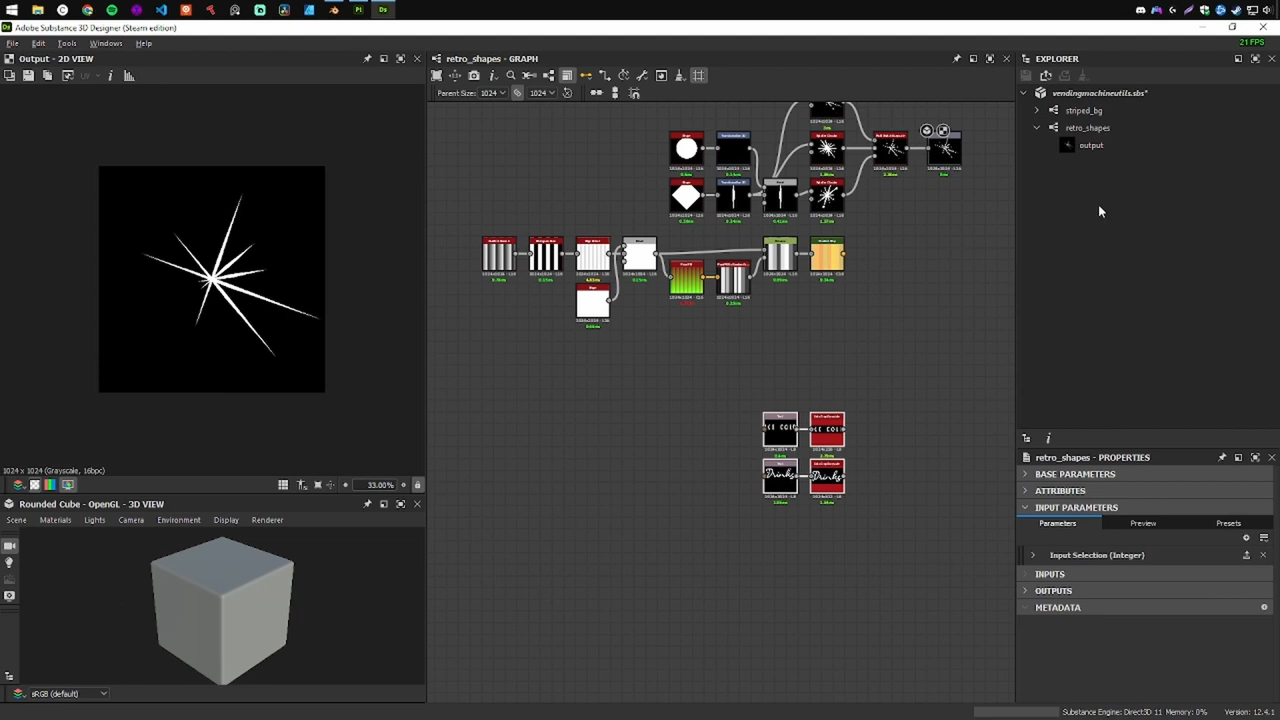 Adobe Substance 3D Designer (Steam edition)
File Edit Tools Windows Help
21 FPS
Output - 2D VIEW
retro_shapes - GRAPH
EXPLORER
Parent Size: 1024 1024
vendingmachineutils.sbs*
striped_bg
retro_shapes
output
Drinks Drinks
1024 x 1024 (Grayscale, 16bpc)
33.00%
Rounded Cube - OpenGL - 3D VIEW
Scene Materials Lights Camera Environment Display Renderer
sRGB (default)
retro_shapes - PROPERTIES
BASE PARAMETERS
ATTRIBUTES
INPUT PARAMETERS
Parameters Preview Presets
Input Selection (Integer)
INPUTS
OUTPUTS
METADATA
Substance Engine: Direct3D 11 Memory: 0% Version: 12.4.1